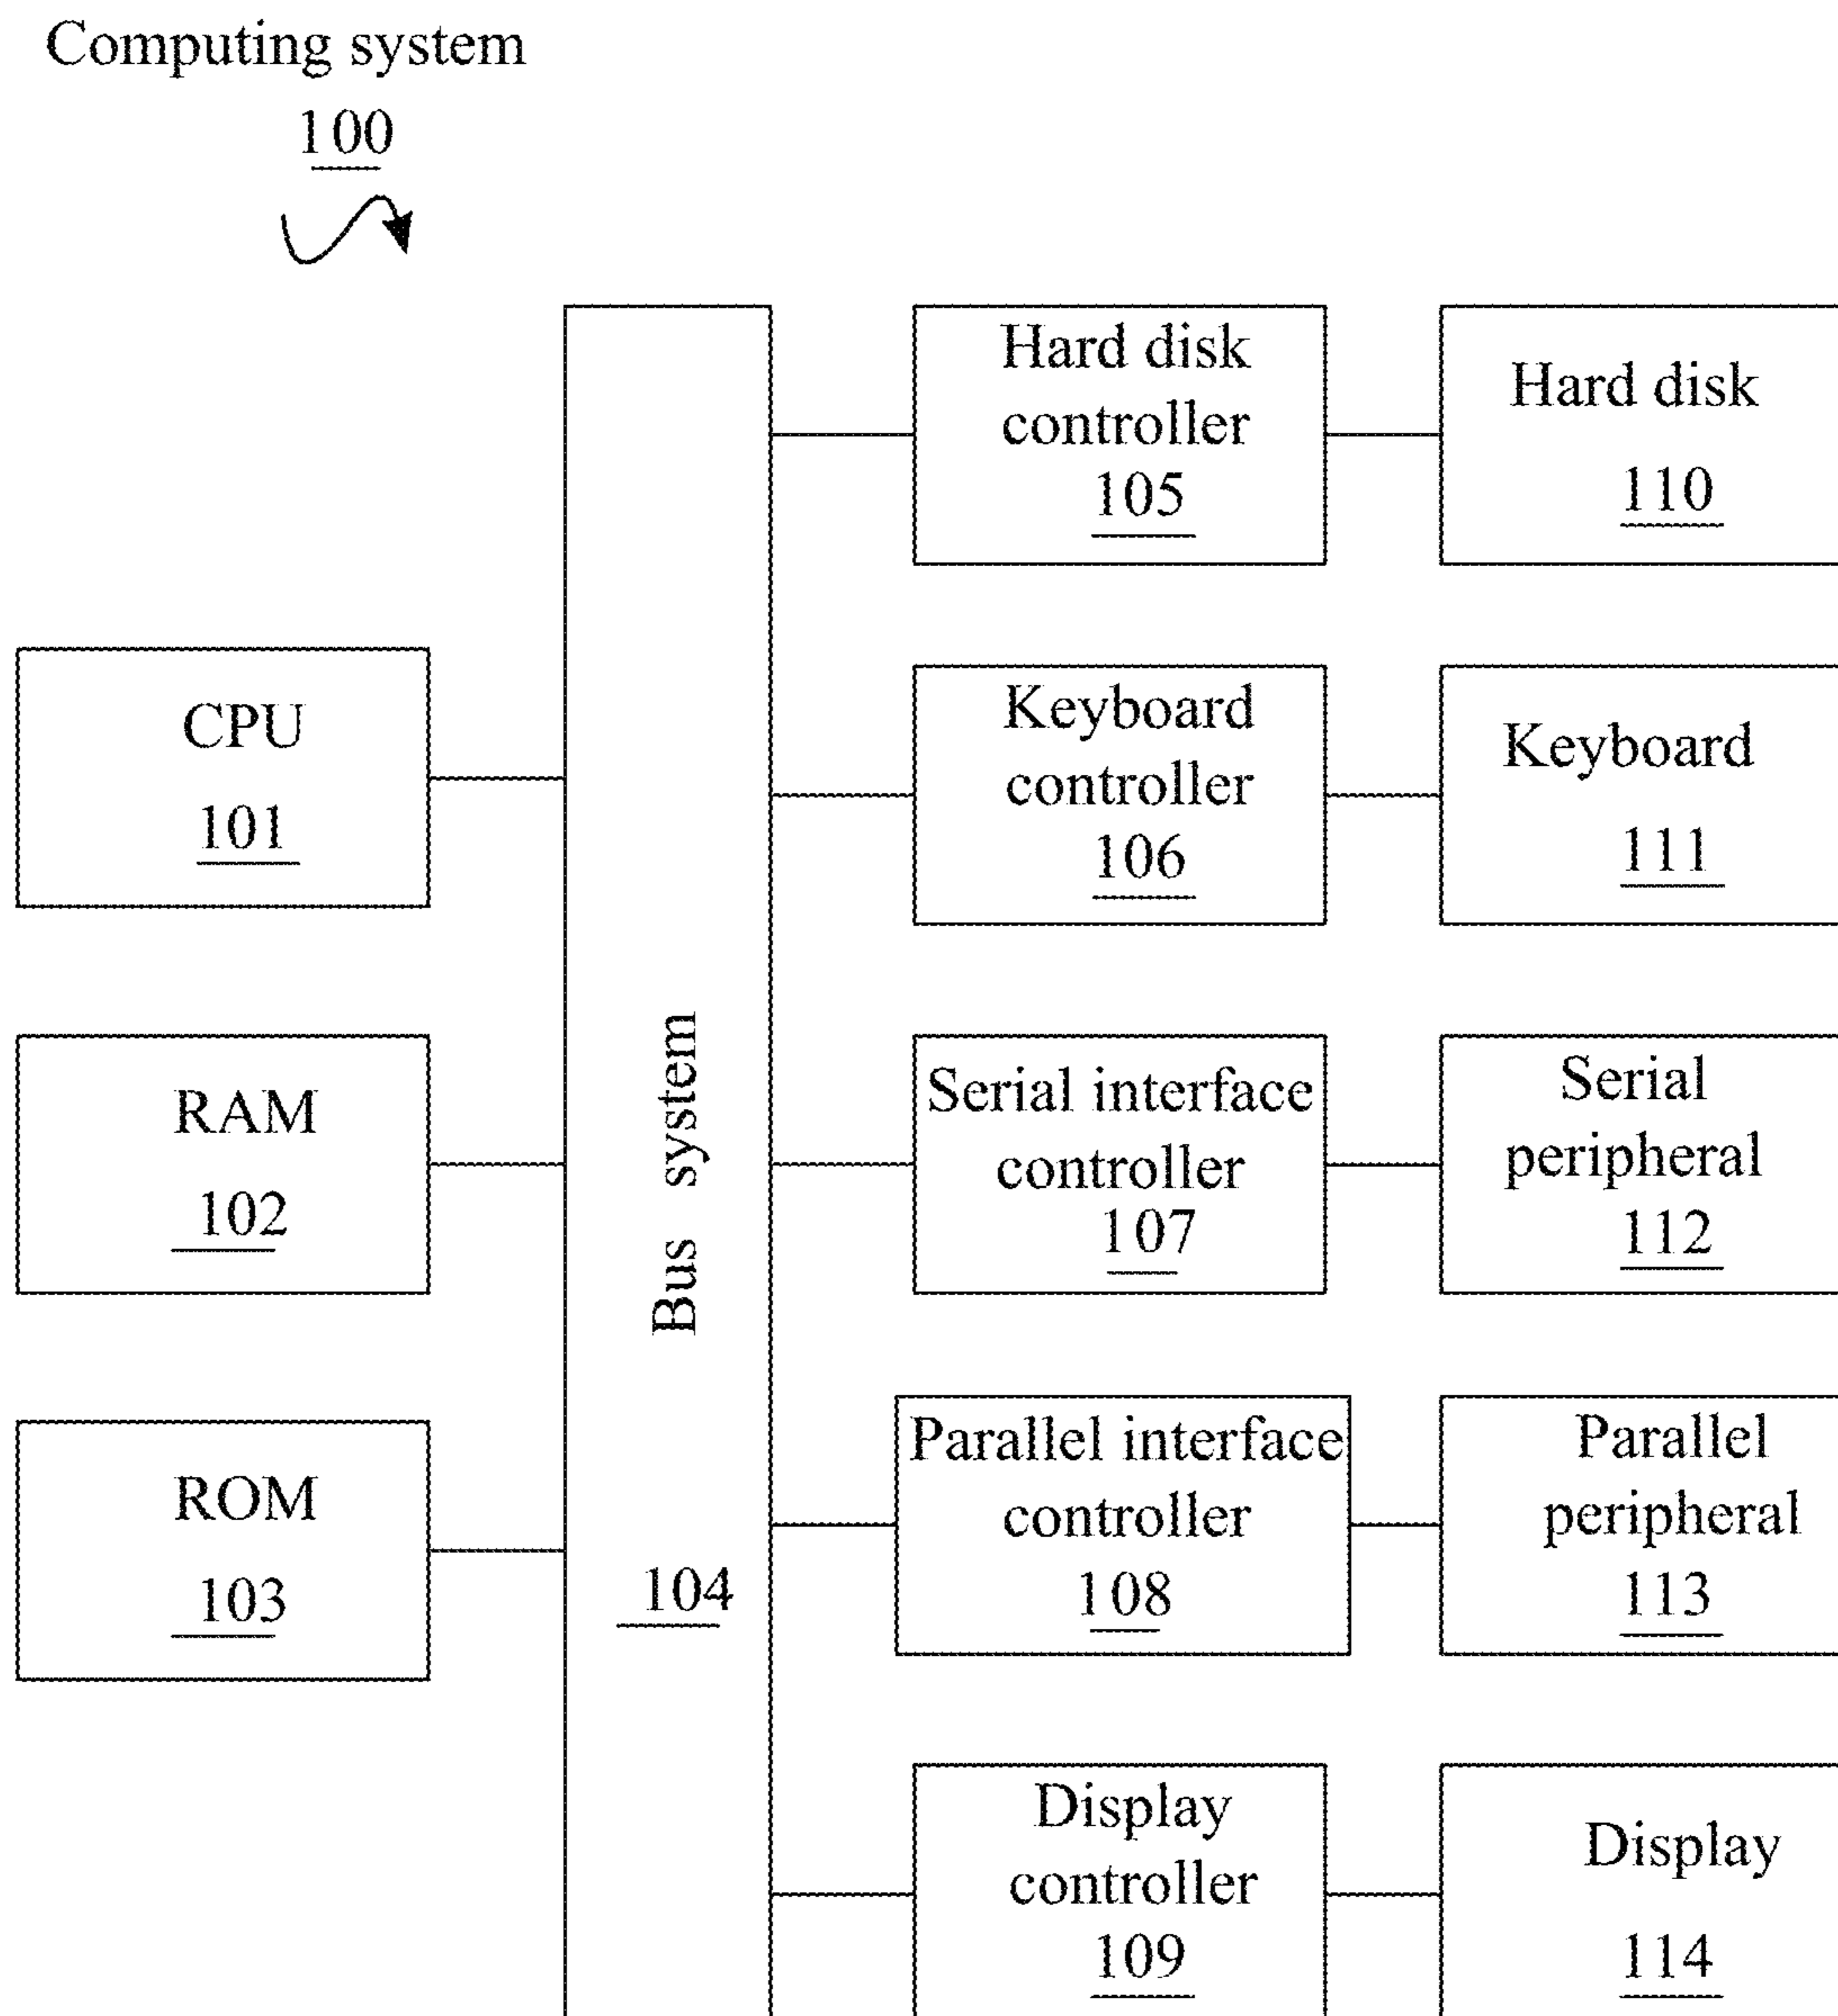 Computing system
100
Hard disk
controller
105
Hard disk
110
CPU
101
Keyboard
controller
106
Keyboard
111
RAM
102
Bus system
104
Serial interface
controller
107
Serial
peripheral
112
ROM
103
Parallel interface
controller
108
Parallel
peripheral
113
Display
controller
109
Display
114